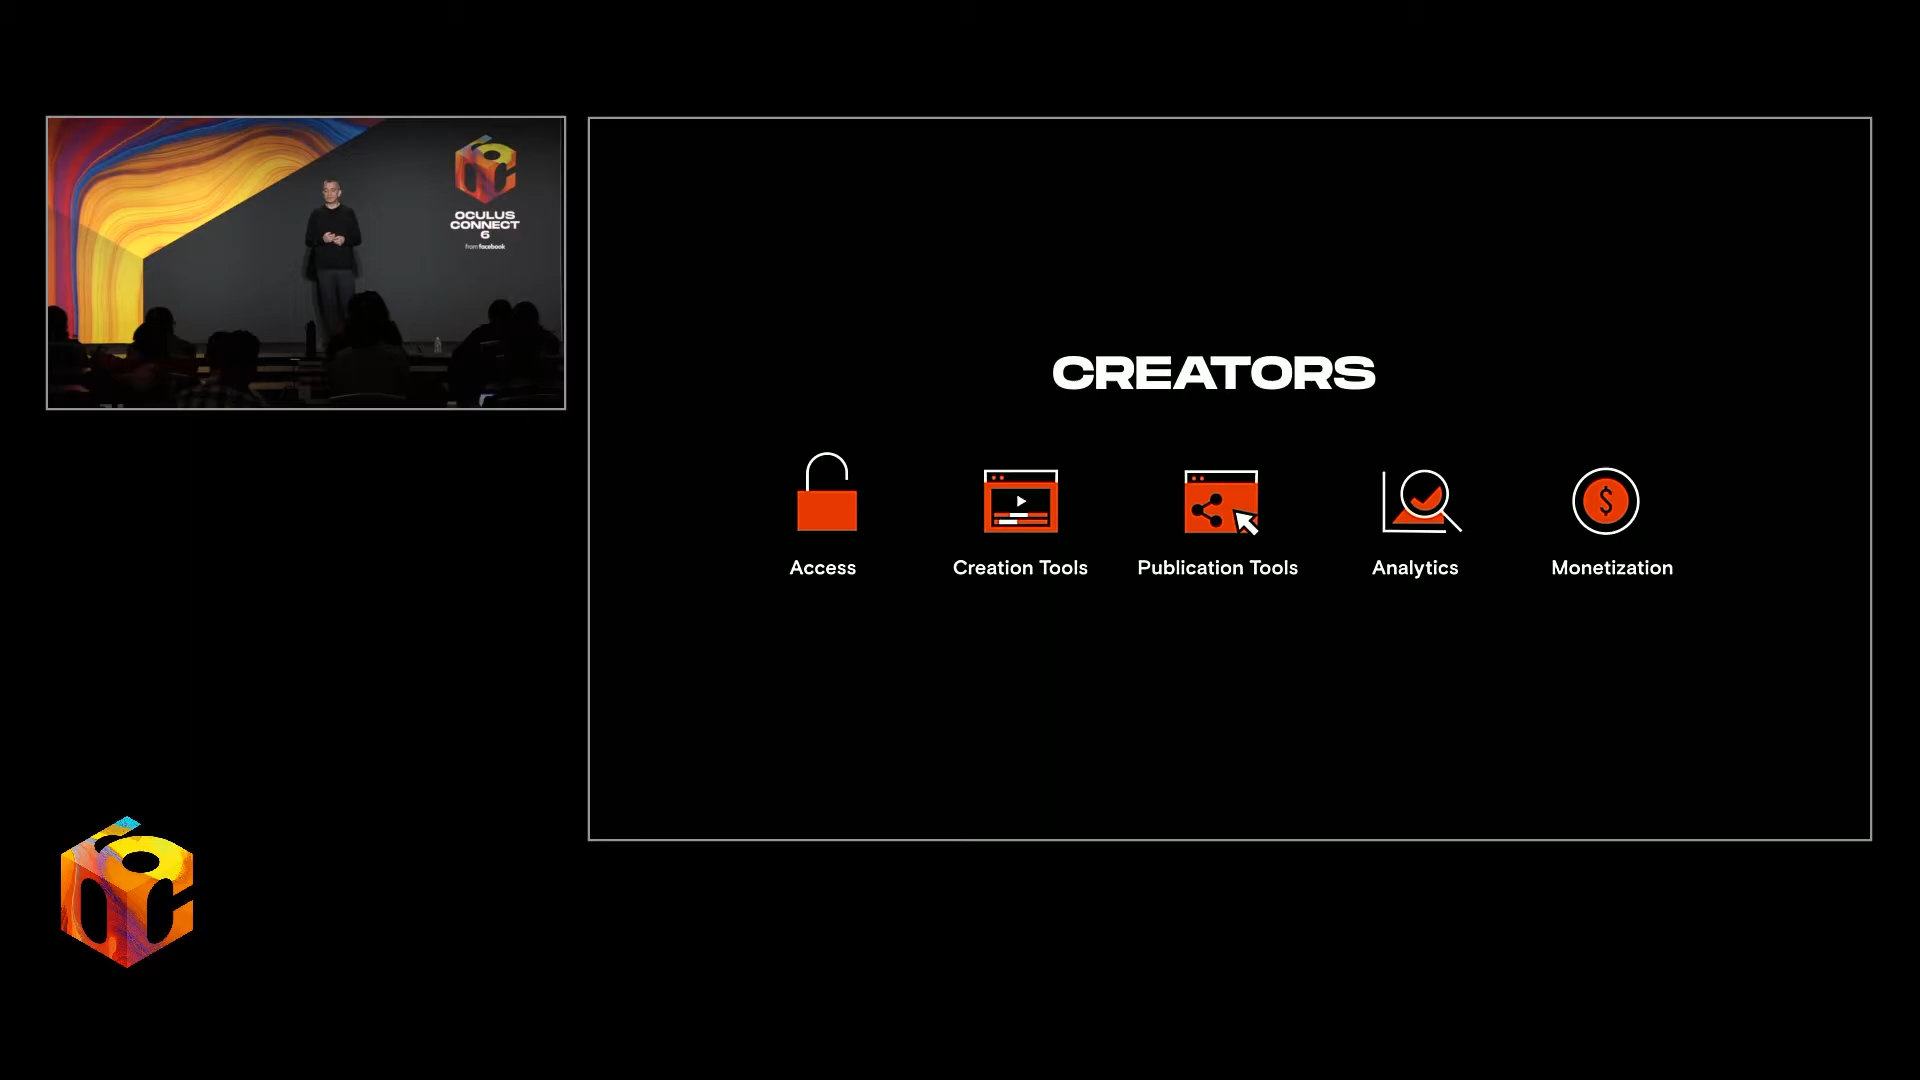 OCULUS
CONNECT
6
from facebook
CREATORS
Access
Creation Tools
Publication Tools
Analytics
Monetization